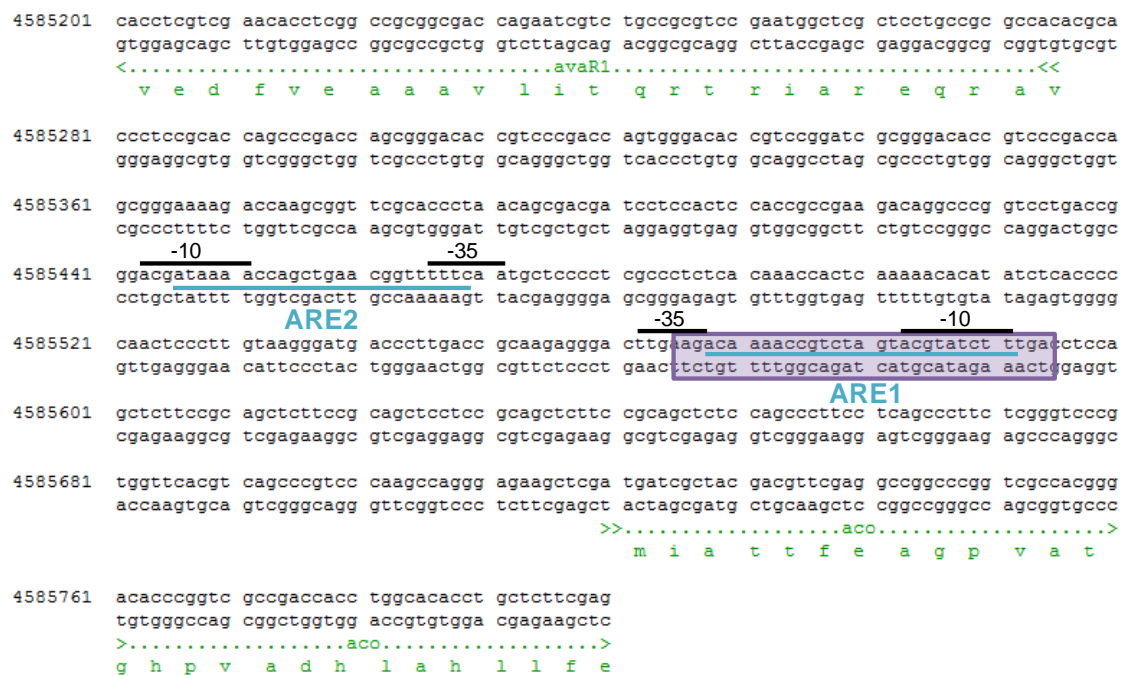 4585201 cacctcgtcg aacacctcgg ccgcggcgac cagaatcgtc tgccgcgtcc gaatggctcg ctcctgccgc gccacacgca
gtggagcagc ttgtggagcc ggcgccgctg gtcttagcag acggcgcagg cttaccgagc gaggacggcg cggtgtgcgt
<......................................avaR1.....................................<<
v e d f v e a a a v l i t q r t r i a r e q r a v
4585281 ccctccgcac cagcccgacc agcgggacac cgtcccgacc agtgggacac cgtccggatc gcgggacacc gtcccgacca
gggaggcgtg gtcgggctgg tcgccctgtg gcagggctgg tcaccctgtg gcaggcctag cgccctgtgg cagggctggt
4585361 gcgggaaaag accaagcggt tcgcacccta acagcgacga tcctccactc caccgccgaa gacaggcccg gtcctgaccg
cgcccttttc tggttcgcca agcgtgggat tgtcgctgct aggaggtgag gtggcggctt ctgtccgggc caggactggc
-10 -35
4585441 ggacgataaa accagctgaa cggtttttca atgctcccct cgccctctca caaaccactc aaaaacacat atctcacccc
cctgctattt tggtcgactt gccaaaaagt tacgagggga gcgggagagt gtttggtgag tttttgtgta tagagtgggg
ARE2
-35 -10
4585521 caactccctt gtaagggatg acccttgacc gcaagaggga cttgaagaca aaaccgtcta gtacgtatct ttgacctcca
gttgagggaa cattccctac tgggaactgg cgttctccct gaacttctgt tttggcagat catgcataga aactggaggt
ARE1
4585601 gctcttccgc agctcttccg cagctcctcc gcagctcttc cgcagctctc cagcccttcc tcagcccttc tcgggtcccg
cgagaaggcg tcgagaaggc gtcgaggagg cgtcgagaag gcgtcgagag gtcgggaagg agtcgggaag agcccagggc
4585681 tggttcacgt cagcccgtcc caagccaggg agaagctcga tgatcgctac gacgttcgag gccggcccgg tcgccacggg
accaagtgca gtcgggcagg gttcggtccc tcttcgagct actagcgatg ctgcaagctc cggccgggcc agcggtgccc
>>...................aco....................>
m i a t t f e a g p v a t
4585761 acacccggtc gccgaccacc tggcacacct gctcttcgag
tgtgggccag cggctggtgg accgtgtgga cgagaagctc
>...................aco...................>
g h p v a d h l a h l l f e